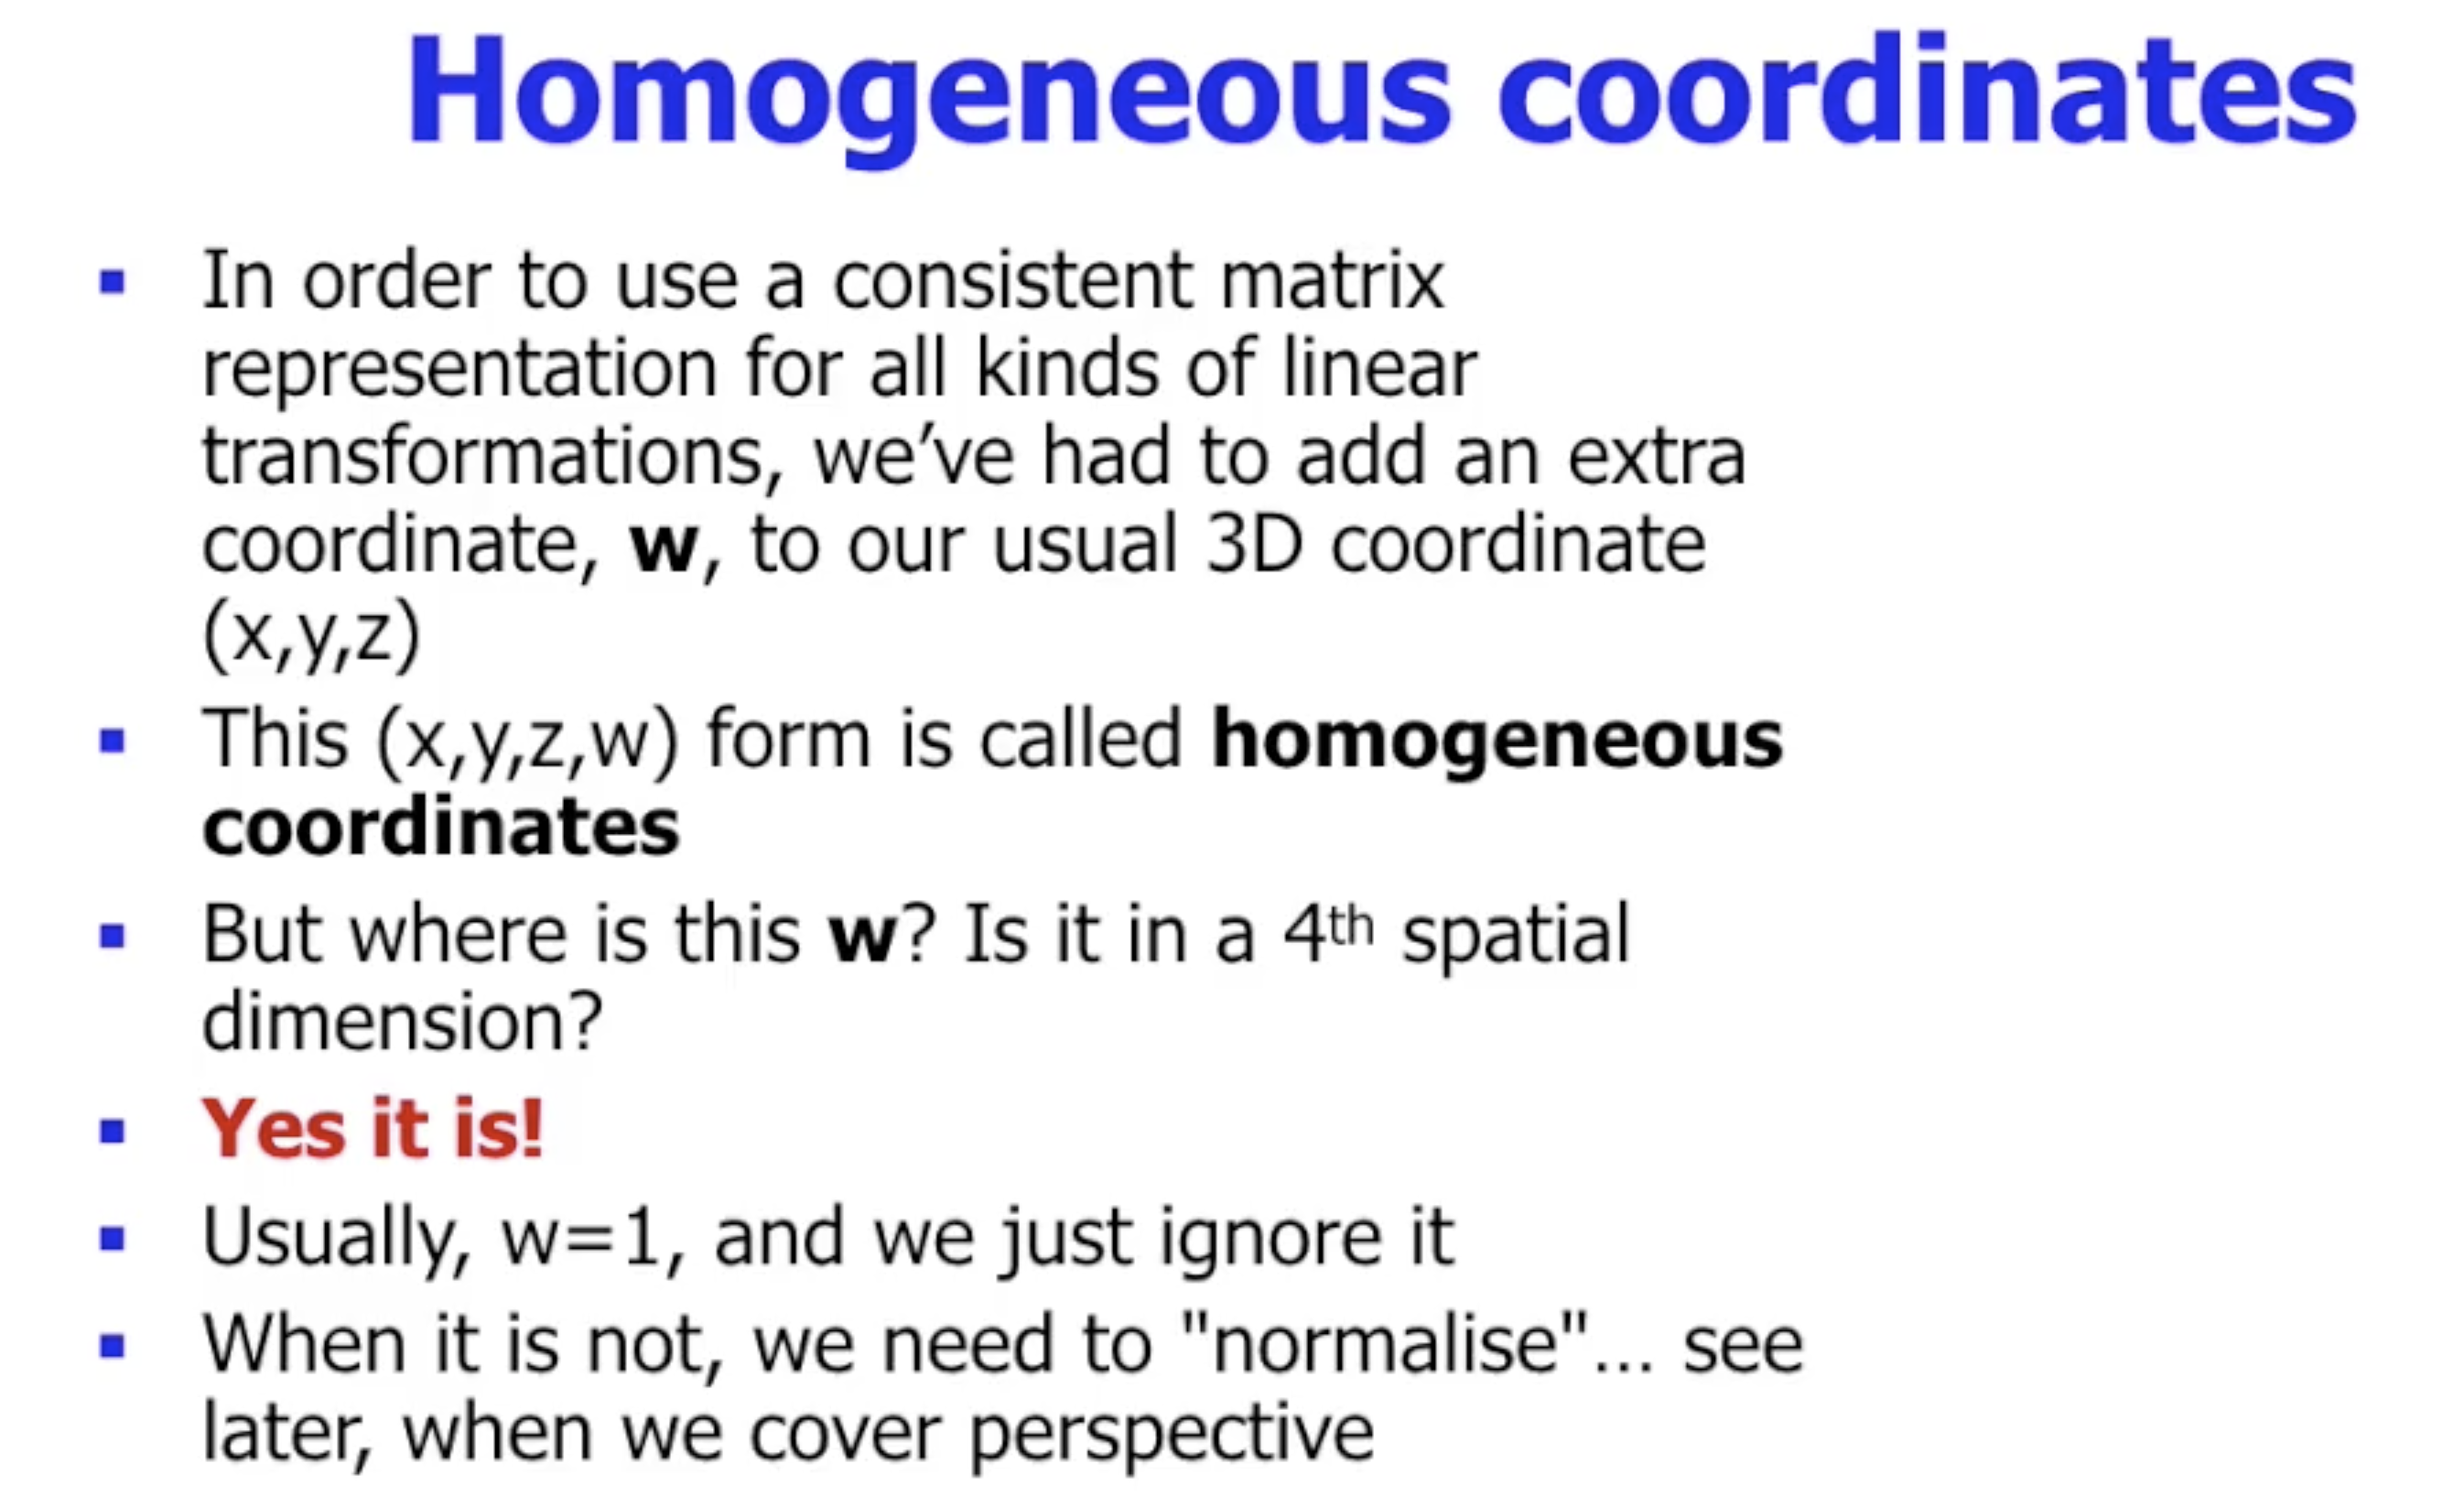 Homogeneous coordinates
▪ In order to use a consistent matrix
representation for all kinds of linear
transformations, we’ve had to add an extra
coordinate, w, to our usual 3D coordinate
(x,y,z)
▪ This (x,y,z,w) form is called homogeneous
coordinates
▪ But where is this w? Is it in a 4th spatial
dimension?
▪ Yes it is!
▪ Usually, w=1, and we just ignore it
▪ When it is not, we need to "normalise"... see
later, when we cover perspective